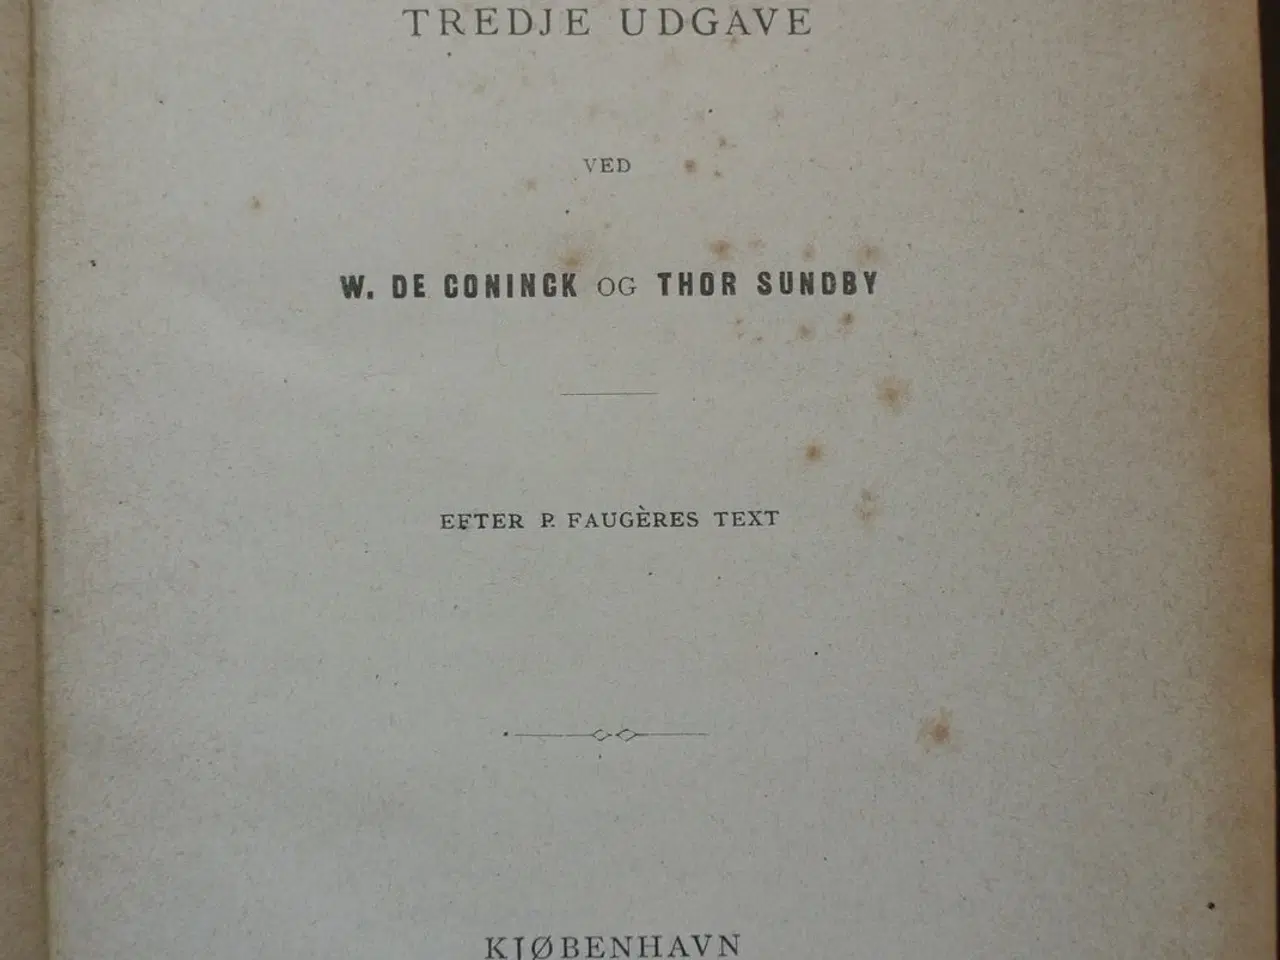 TREDJE UDGAVE
VED
W. DE CONINCK OG THOR SUNDBY
EFTER P. FAUGÈRES TEXT
KJØBENHAVN